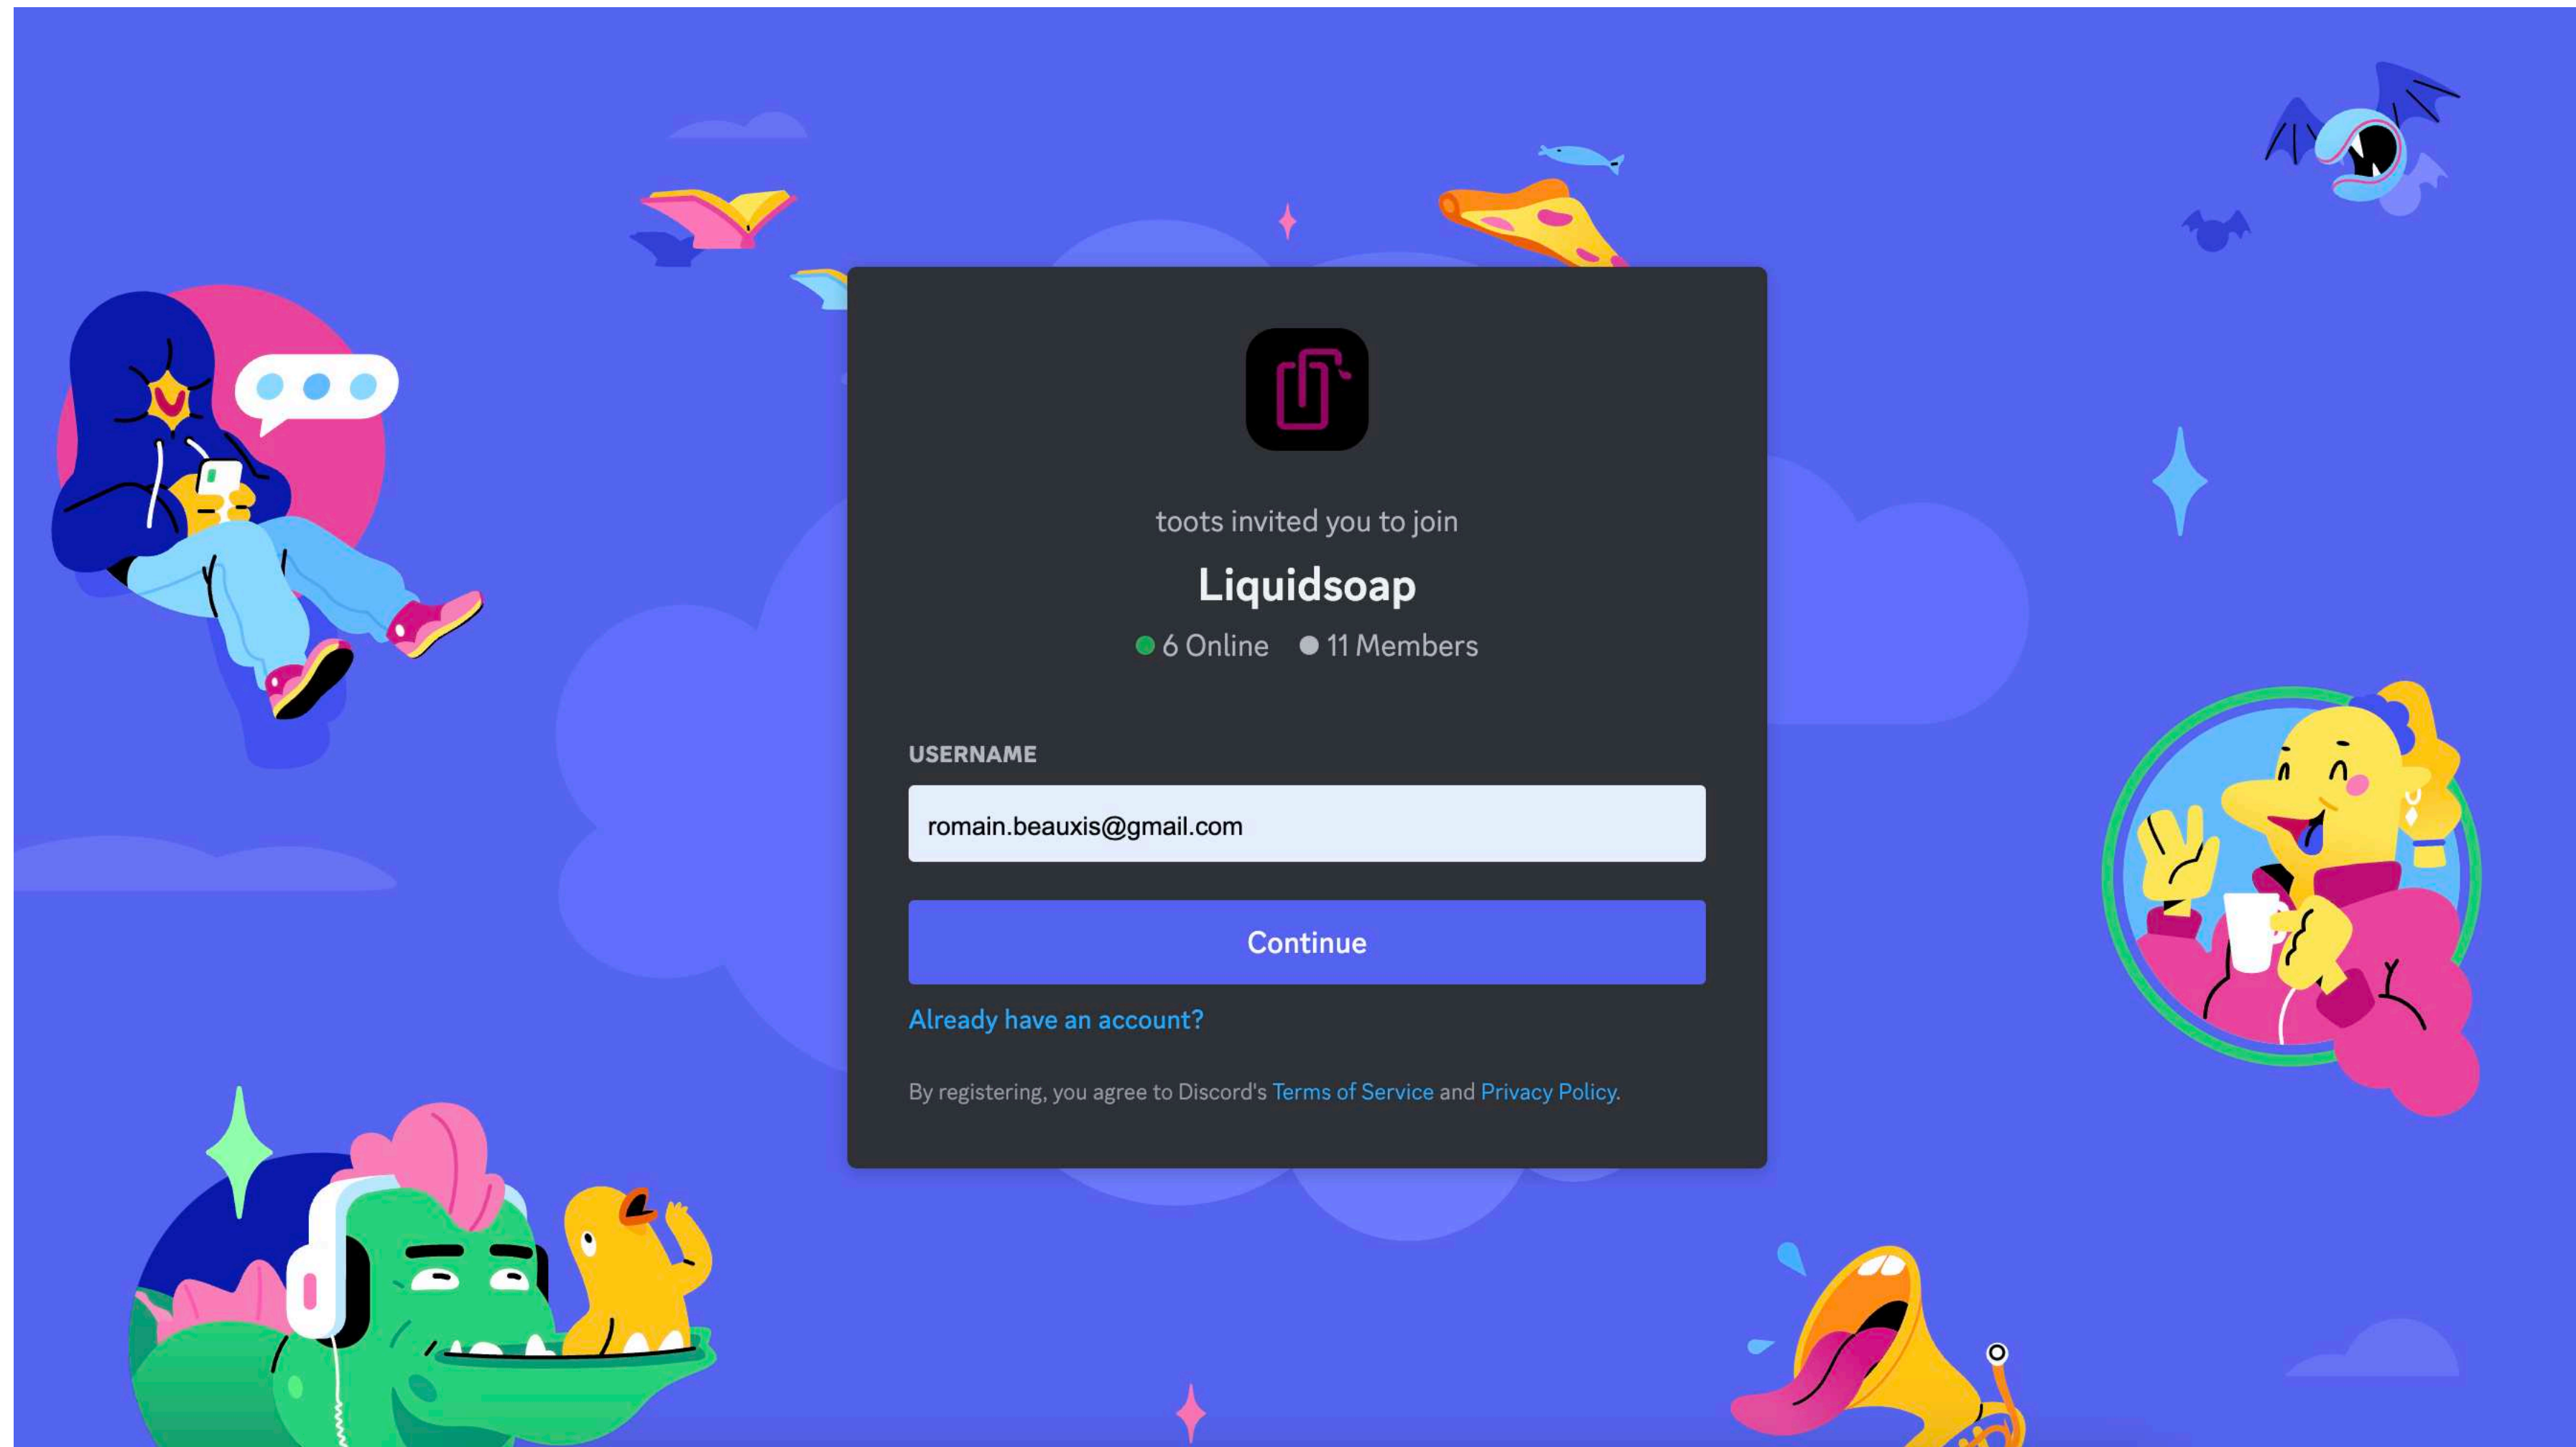 toots invited you to join
Liquidsoap
6 Online 11 Members
USERNAME
romain.beauxis@gmail.com
Continue
Already have an account?
By registering, you agree to Discord's Terms of Service and Privacy Policy.